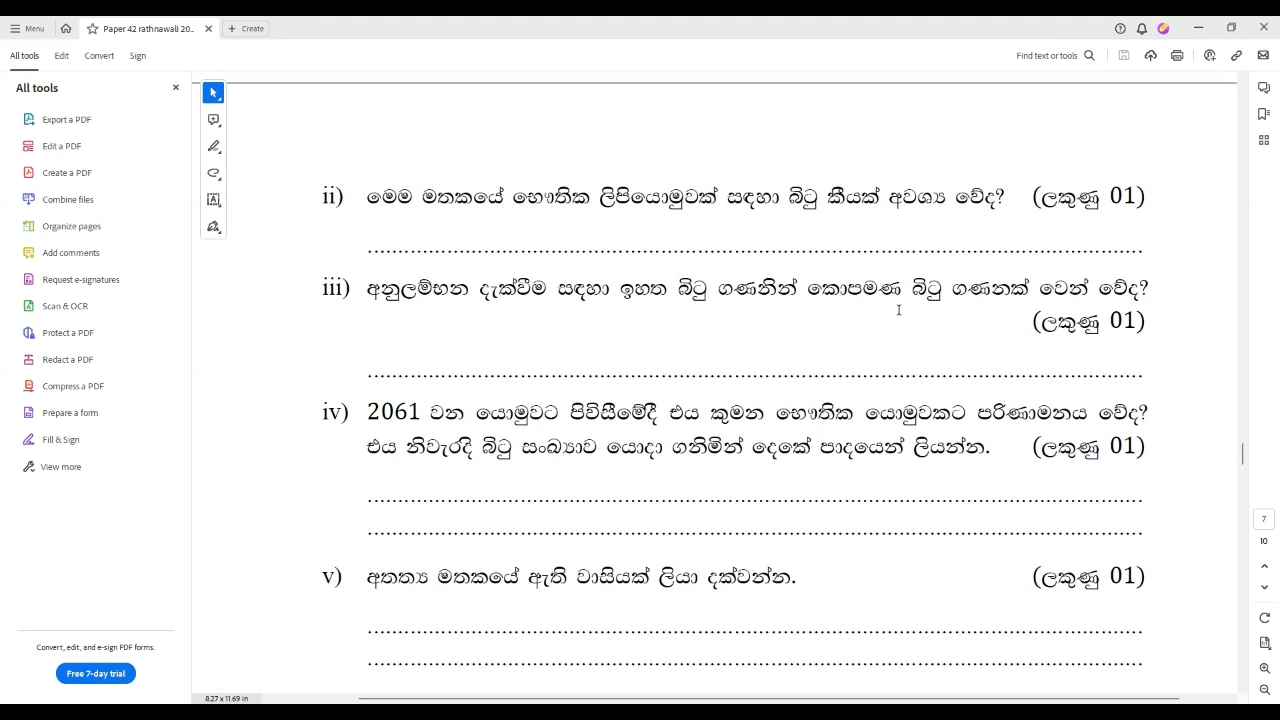 Menu
Paper 42 rathnawali 20...
Create
All tools
Edit
Convert
Sign
Find text or tools
All tools
Export a PDF
Edit a PDF
Create a PDF
Combine files
Organize pages
Add comments
Request e-signatures
Scan & OCR
Protect a PDF
Redact a PDF
Compress a PDF
Prepare a form
Fill & Sign
View more
Convert, edit, and e-sign PDF forms.
Free 7-day trial
ii) මෙම මතකයේ භෞතික ලිපියොමුවක් සඳහා බිටු කීයක් අවශ්‍ය වේද? (ලකුණු 01)
iii) අනුලම්භන දැක්වීම සඳහා ඉහත බිටු ගණනින් කොපමණ බිටු ගණනක් වෙන් වේද?
(ලකුණු 01)
iv) 2061 වන යොමුවට පිවිසීමේදී එය කුමන භෞතික යොමුවකට පරිණාමනය වේද?
එය නිවැරදි බිටු සංඛ්‍යාව යොදා ගනිමින් දෙකේ පාදයෙන් ලියන්න. (ලකුණු 01)
v) අතත්‍ය මතකයේ ඇති වාසියක් ලියා දක්වන්න. (ලකුණු 01)
7
10
8.27 x 11.69 in